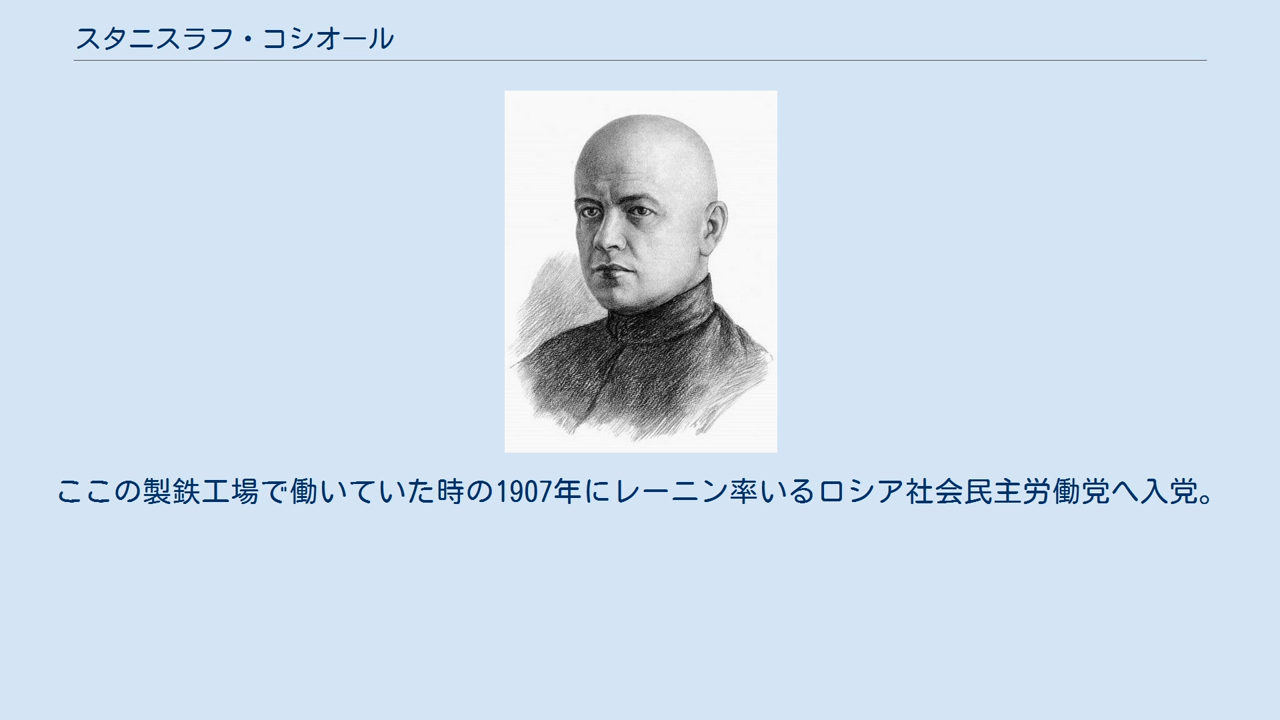 スタニスラフ・コシオール
ここの製鉄工場で働いていた時の1907年にレーニン率いるロシア社会民主労働党へ入党。